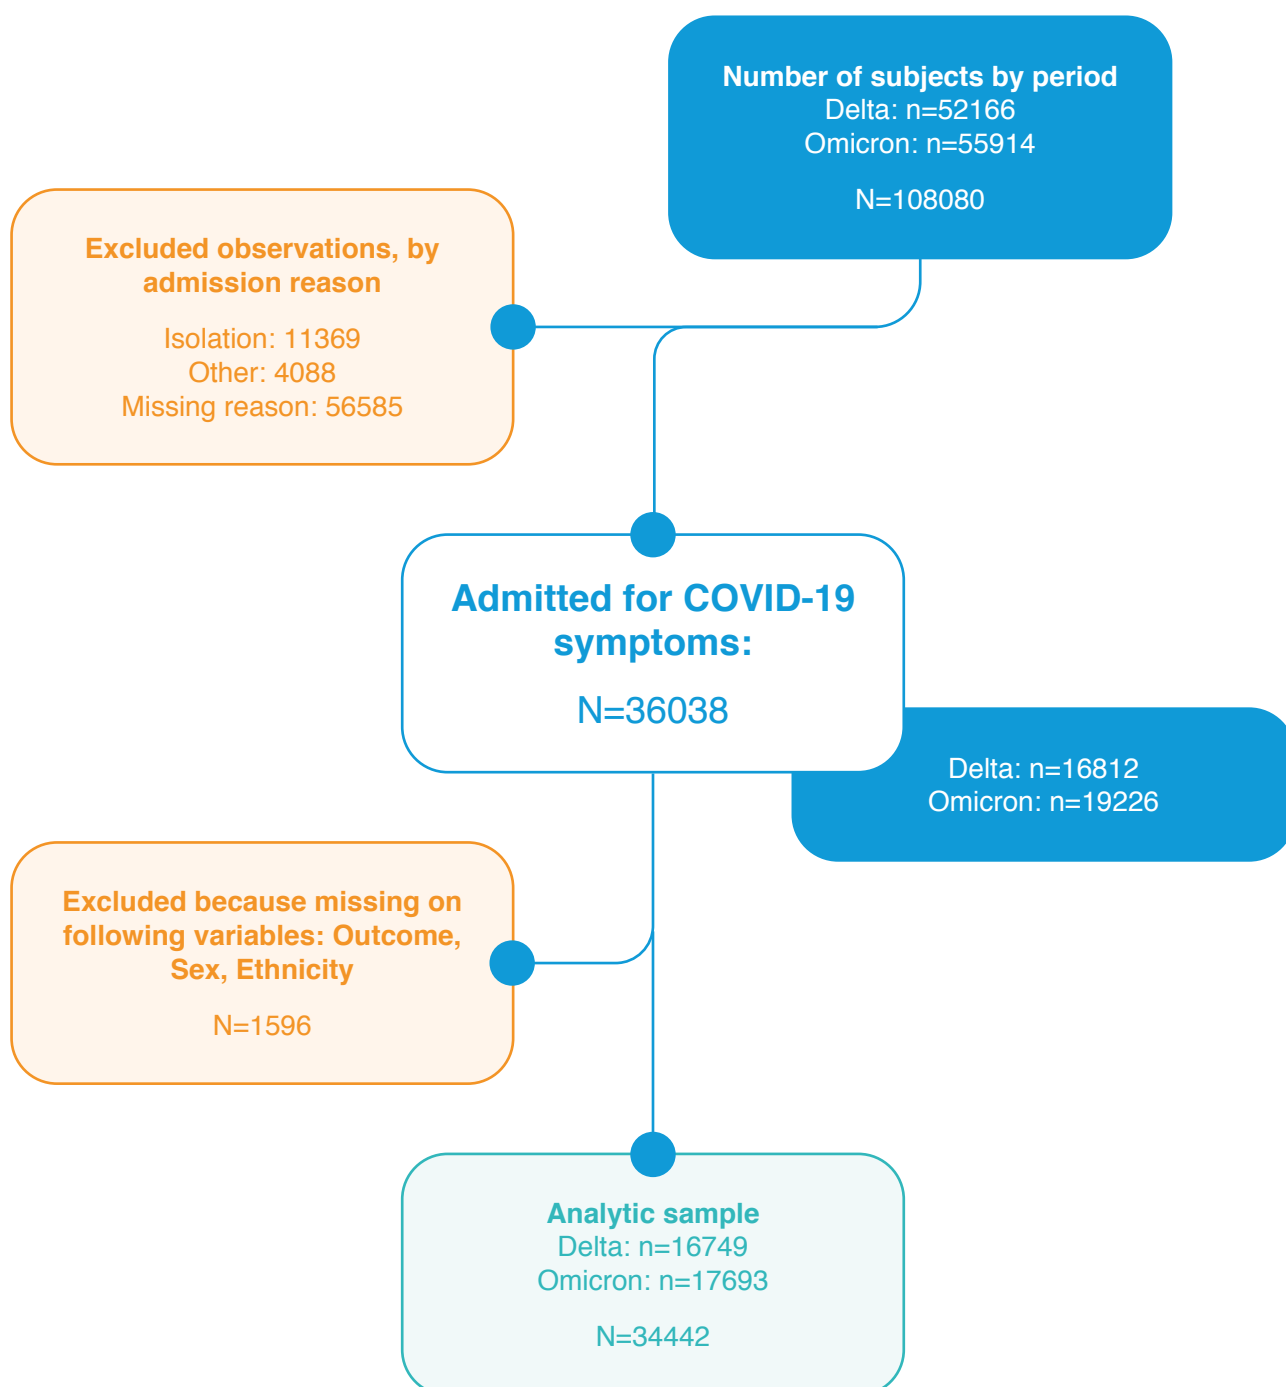 Number of subjects by period
Delta: n=52166
Omicron: n=55914
N=108080
Excluded observations, by
admission reason
Isolation: 11369
Other: 4088
Missing reason: 56585
Admitted for COVID-19
symptoms:
N=36038
Delta: n=16812
Omicron: n=19226
Excluded because missing on
following variables: Outcome,
Sex, Ethnicity
N=1596
Analytic sample
Delta: n=16749
Omicron: n=17693
N=34442